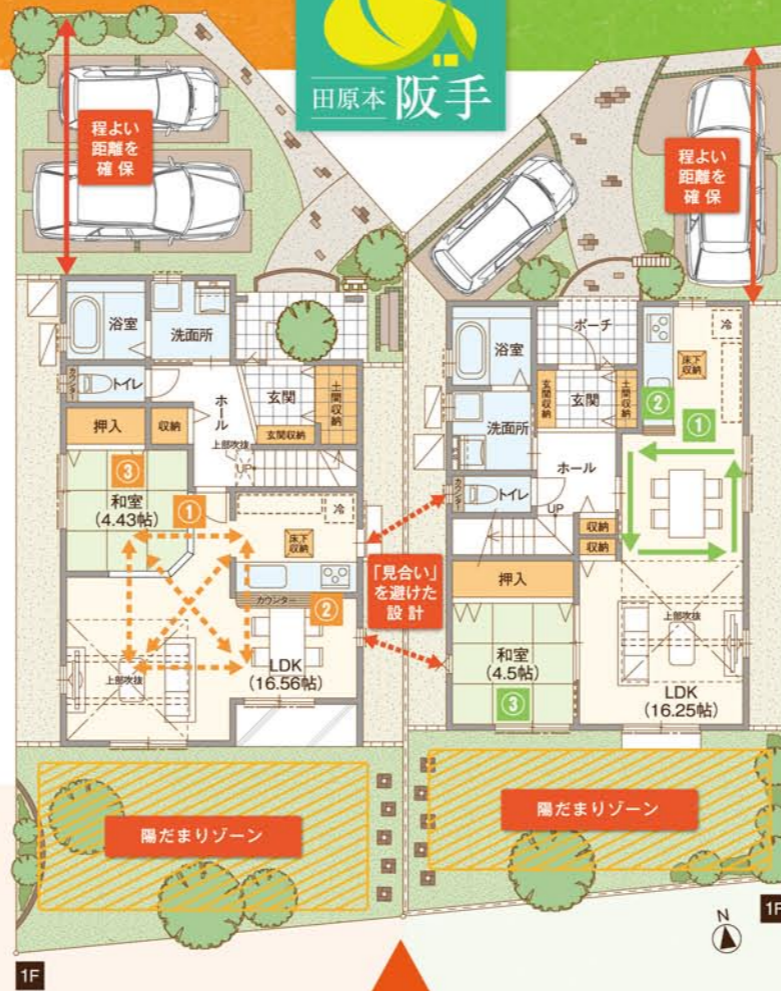 田原本 阪手
程よい
距離を
確保
浴室
洗面所
カウンター
トイレ
ホール
玄関
土間収納
押入
収納
玄関収納
上部吹抜
UP
③
和室
(4.43帖)
①
冷
床下
収納
カウンター
②
LDK
(16.56帖)
上部吹抜
陽だまりゾーン
1F
「見合い」
を避けた
設計
程よい
距離を
確保
浴室
ポーチ
冷
床下
収納
玄関収納
玄関
土間収納
②
①
洗面所
ホール
カウンター
トイレ
UP
収納
収納
押入
上部吹抜
和室
(4.5帖)
③
LDK
(16.25帖)
陽だまりゾーン
N
1F